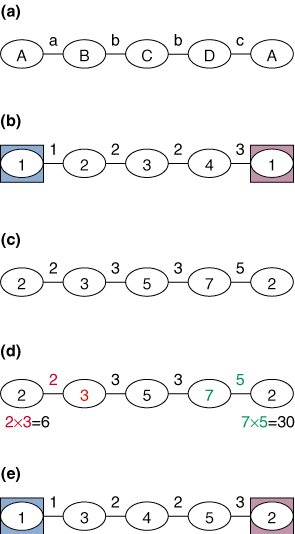 (a)
a b b c
A B C D A
(b)
1 2 2 3
1 2 3 4 1
(c)
2 3 3 5
2 3 5 7 2
(d)
2 3 3 5
2 3 5 7 2
2×3=6 7×5=30
(e)
1 2 2 3
1 3 4 5 2